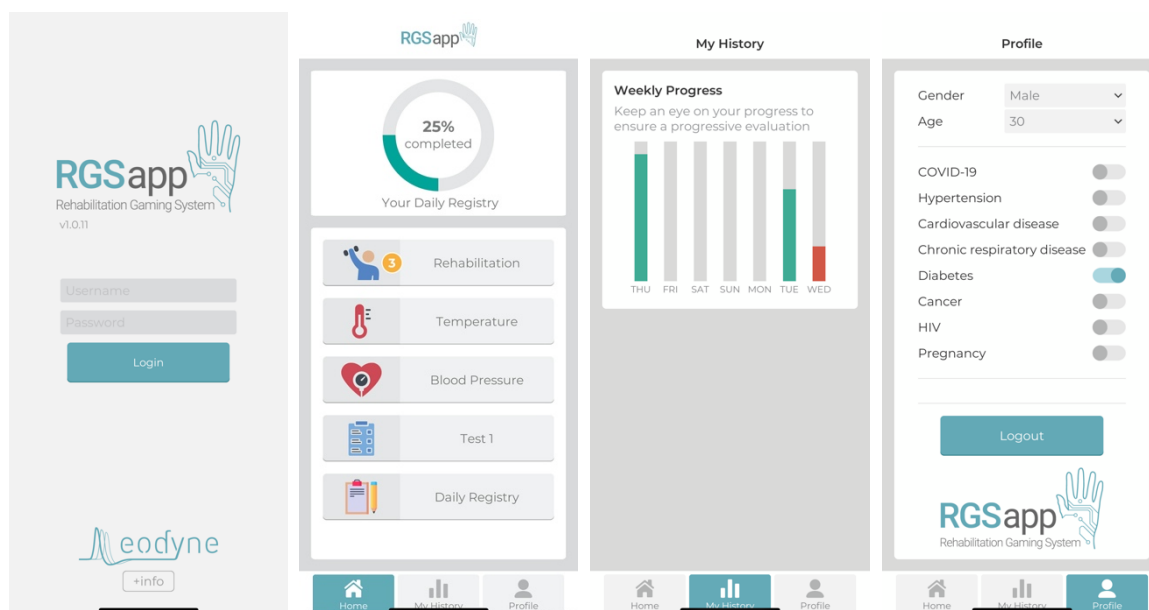 RGSapp
Rehabilitation Gaming System
v1.0.11
Username
Password
Login
eodyne
+info
RGSapp
25%
completed
Your Daily Registry
3
Rehabilitation
Temperature
Blood Pressure
Test 1
Daily Registry
Home
My History
Profile
My History
Weekly Progress
Keep an eye on your progress to
ensure a progressive evaluation
THU FRI SAT SUN MON TUE WED
Home
My History
Profile
Profile
Gender Male
Age 30
COVID-19
Hypertension
Cardiovascular disease
Chronic respiratory disease
Diabetes
Cancer
HIV
Pregnancy
Logout
RGSapp
Rehabilitation Gaming System
Home
My History
Profile